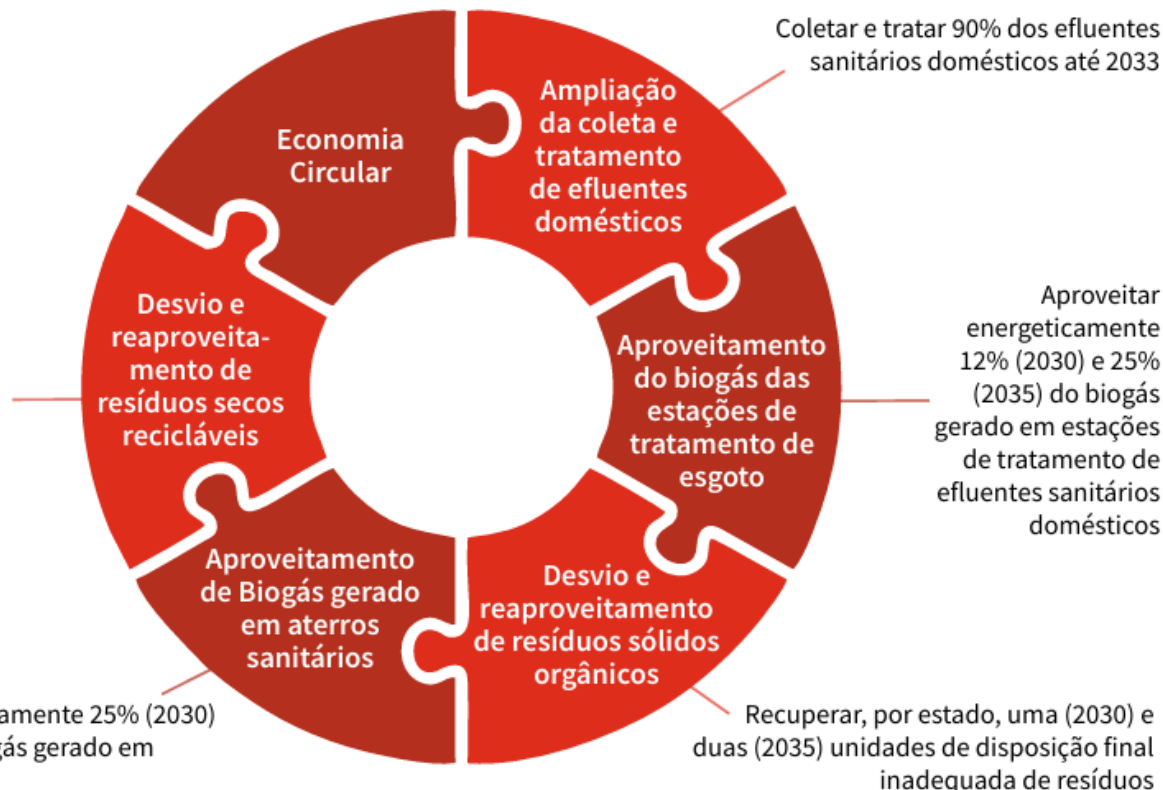 Coletar e tratar 90% dos efluentes
sanitários domésticos até 2033
Ampliação
da coleta e
tratamento
de efluentes
domésticos
Economia
Circular
Aproveitar
energeticamente
12% (2030) e 25%
(2035) do biogás
gerado em estações
de tratamento de
efluentes sanitários
domésticos
Aproveitamento
do biogás das
estações de
tratamento de
esgoto
Desvio e
reaproveita-
mento de
resíduos secos
recicláveis
Desvio e
reaproveitamento
de resíduos sólidos
orgânicos
Aproveitamento
de Biogás gerado
em aterros
sanitários
Recuperar, por estado, uma (2030) e
duas (2035) unidades de disposição final
inadequada de resíduos
amente 25% (2030)
gás gerado em